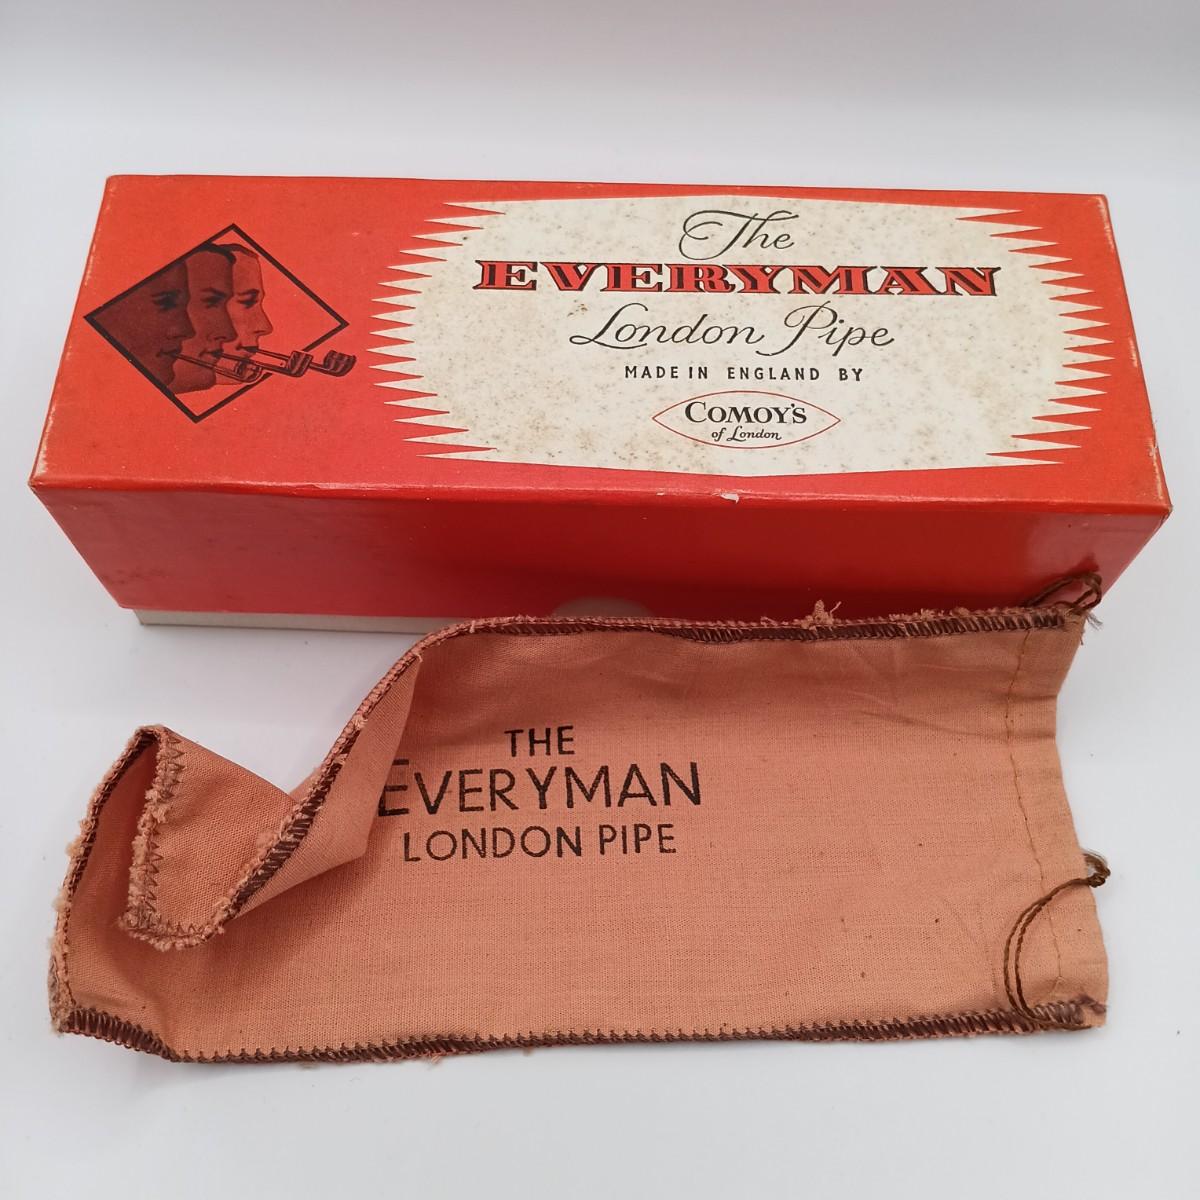 The
EVERYMAN
London Pipe
MADE IN ENGLAND BY
COMOY'S
of London
THE
EVERYMAN
LONDON PIPE